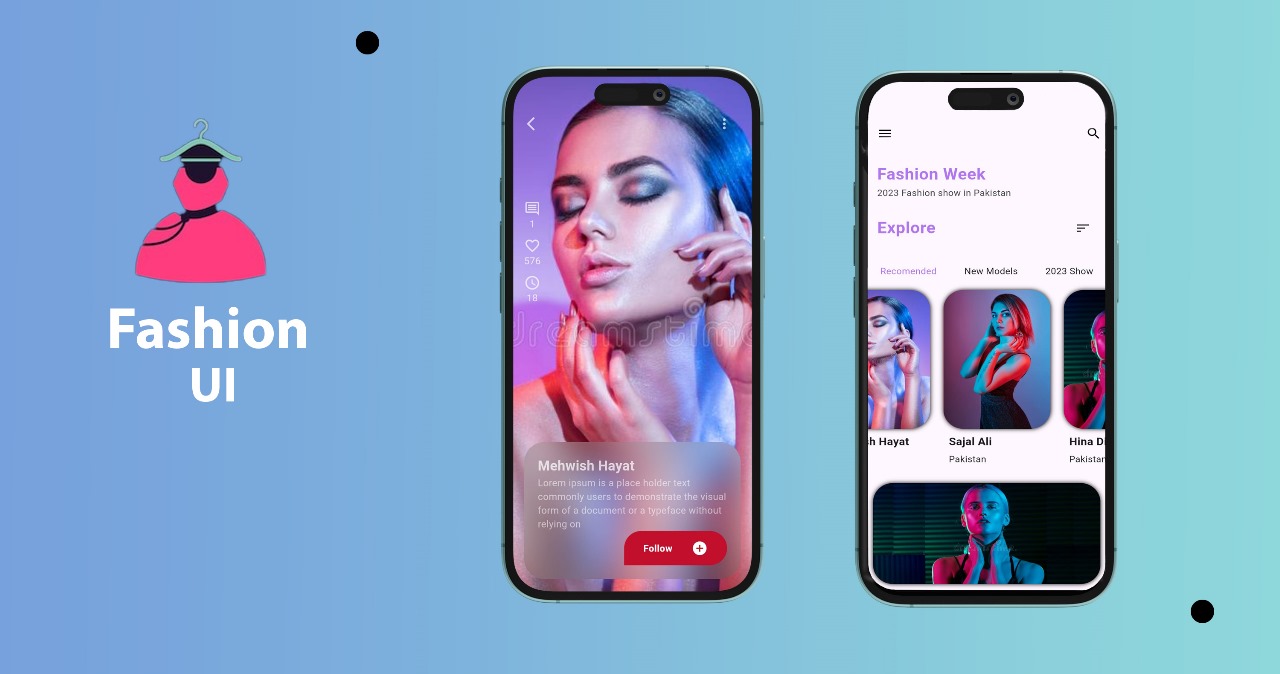 Fashion
UI
1
576
18
dreamstime
Mehwish Hayat
Lorem ipsum is a place holder text
commonly users to demonstrate the visual
form of a document or a typeface without
relying on
Follow
Fashion Week
2023 Fashion show in Pakistan
Explore
Recomended New Models 2023 Show
sh Hayat Sajal Ali Hina D
Pakistan Pakistan